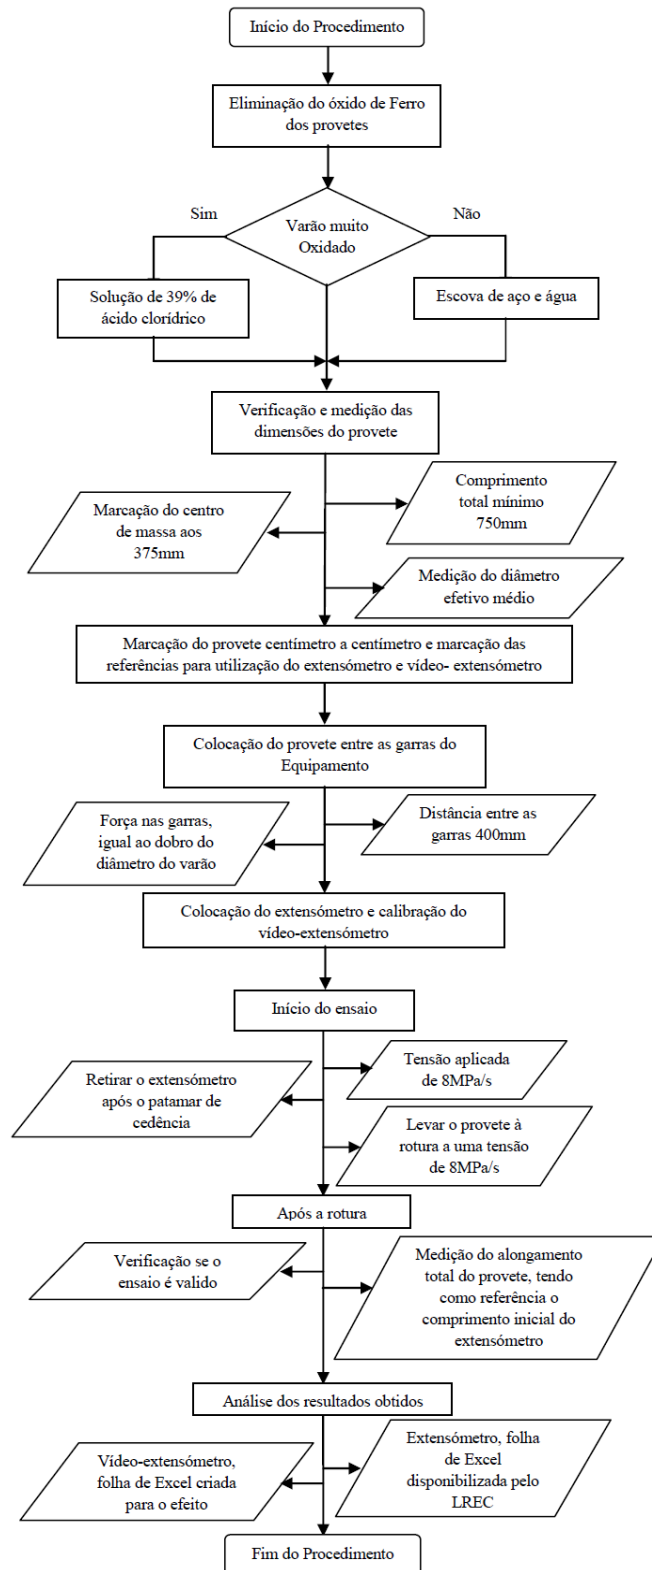 Início do Procedimento
Eliminação do óxido de Ferro
dos provetes
Sim
Não
Varão muito
Oxidado
Solução de 39% de
ácido clorídrico
Escova de aço e água
Verificação e medição das
dimensões do provete
Comprimento
total mínimo
750mm
Marcação do centro
de massa aos
375mm
Medição do diâmetro
efetivo médio
Marcação do provete centímetro a centímetro e marcação das
referências para utilização do extensómetro e vídeo- extensómetro
Colocação do provete entre as garras do
Equipamento
Força nas garras,
igual ao dobro do
diâmetro do varão
Distância entre as
garras 400mm
Colocação do extensómetro e calibração do
vídeo-extensómetro
Início do ensaio
Tensão aplicada
de 8MPa/s
Retirar o extensómetro
após o patamar de
cedência
Levar o provete à
rotura a uma tensão
de 8MPa/s
Após a rotura
Verificação se o
ensaio é valido
Medição do alongamento
total do provete, tendo
como referência o
comprimento inicial do
extensómetro
Análise dos resultados obtidos
Vídeo-extensómetro,
folha de Excel criada
para o efeito
Extensómetro, folha
de Excel
disponibilizada pelo
LREC
Fim do Procedimento